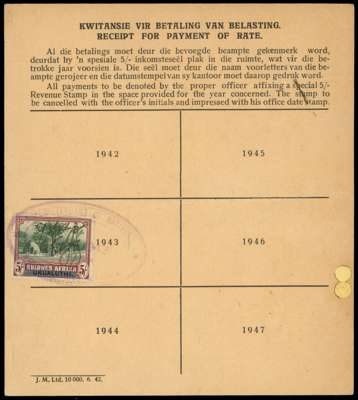 KWITANSIE VIR BETALING VAN BELASTING.
RECEIPT FOR PAYMENT OF RATE.
Al die betalings moet deur die bevoegde beampte gekenmerk word,
deurdat hy 'n spesiale 5/- inkomsteseël plak in die ruimte, wat vir die be-
trokke jaar voorsien is. Die seël moet deur die naam voorletters van die be-
ampte gerojeer en die datumstempel van sy kantoor moet daarop gedruk word.
All payments to be denoted by the proper officer affixing a special 5/-
Revenue Stamp in the space provided for the year concerned. The stamp to
be cancelled with the officer's initials and impressed with his office date stamp.
1942
1945
1943
1946
5/-
5/-
UKUALUTHI
1944
1947
J. M. Ltd. 10 000. 6. 42.